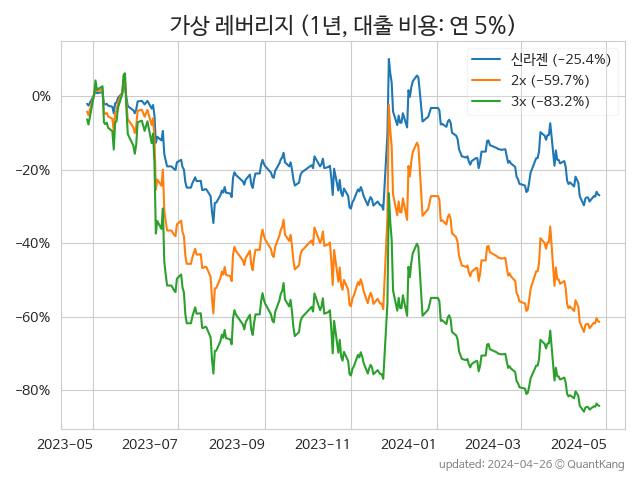 가상 레버리지 (1년, 대출 비용: 연 5%)
신라젠 (−25.4%)
2x (−59.7%)
3x (−83.2%)
0%
−20%
−40%
−60%
−80%
2023−05 2023−07 2023−09 2023−11 2024−01 2024−03 2024−05
updated: 2024-04-26 © QuantKang